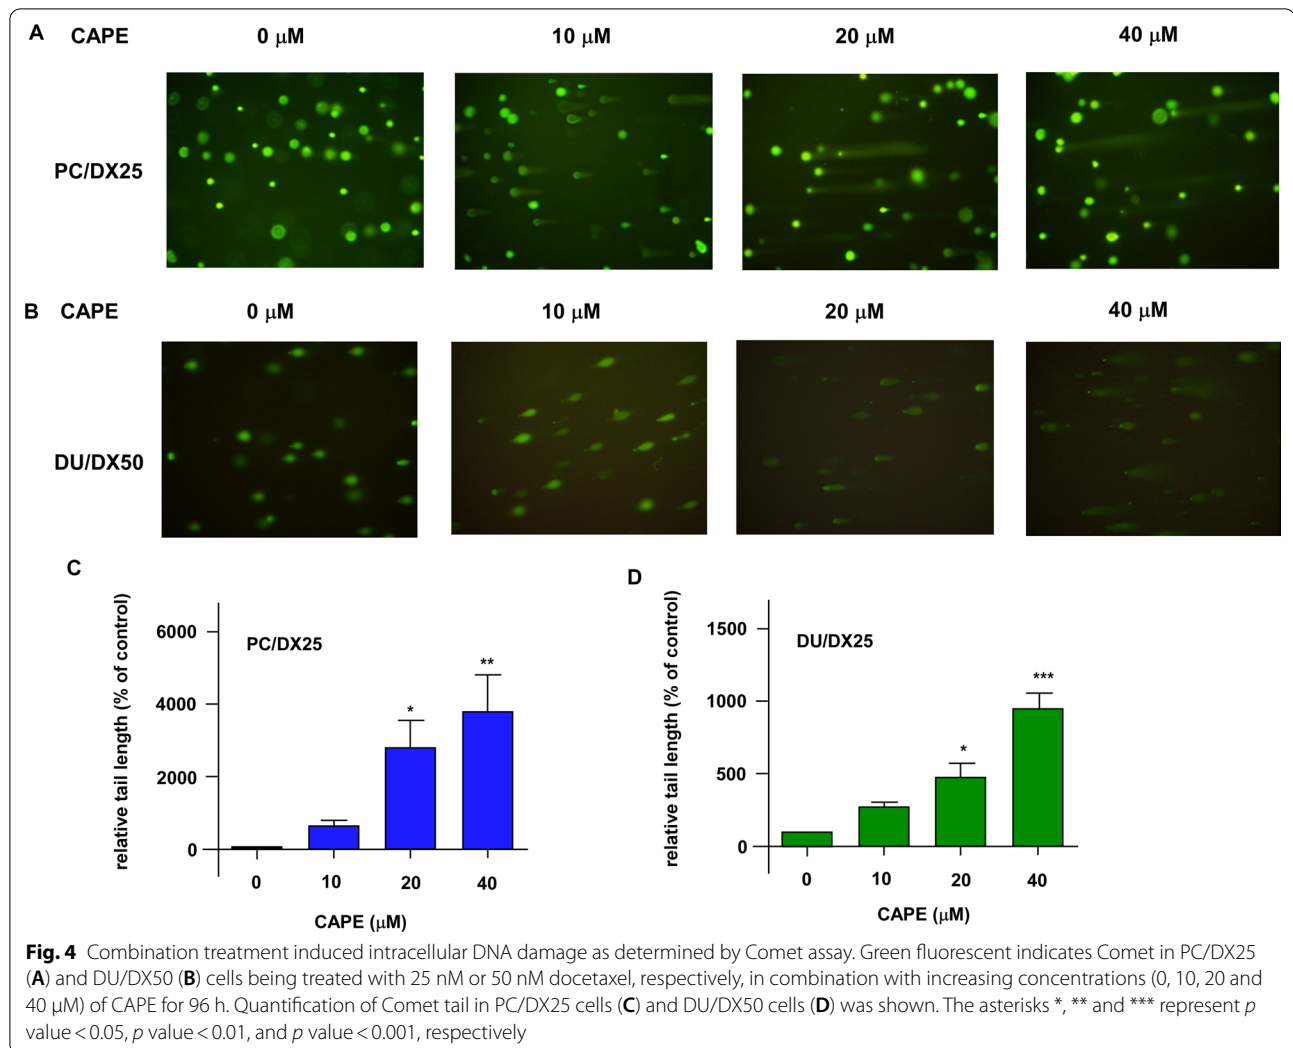 A CAPE 0 μM 10 μM 20 μM 40 μM
PC/DX25
B CAPE 0 μM 10 μM 20 μM 40 μM
DU/DX50
C
relative tail length (% of control)
6000
4000
2000
0
PC/DX25
*
**
0 10 20 40
CAPE (μM)
D
relative tail length (% of control)
1500
1000
500
0
DU/DX25
*
***
0 10 20 40
CAPE (μM)
Fig. 4 Combination treatment induced intracellular DNA damage as determined by Comet assay. Green fluorescent indicates Comet in PC/DX25
(A) and DU/DX50 (B) cells being treated with 25 nM or 50 nM docetaxel, respectively, in combination with increasing concentrations (0, 10, 20 and
40 μM) of CAPE for 96 h. Quantification of Comet tail in PC/DX25 cells (C) and DU/DX50 cells (D) was shown. The asterisks *, ** and *** represent p
value < 0.05, p value < 0.01, and p value < 0.001, respectively